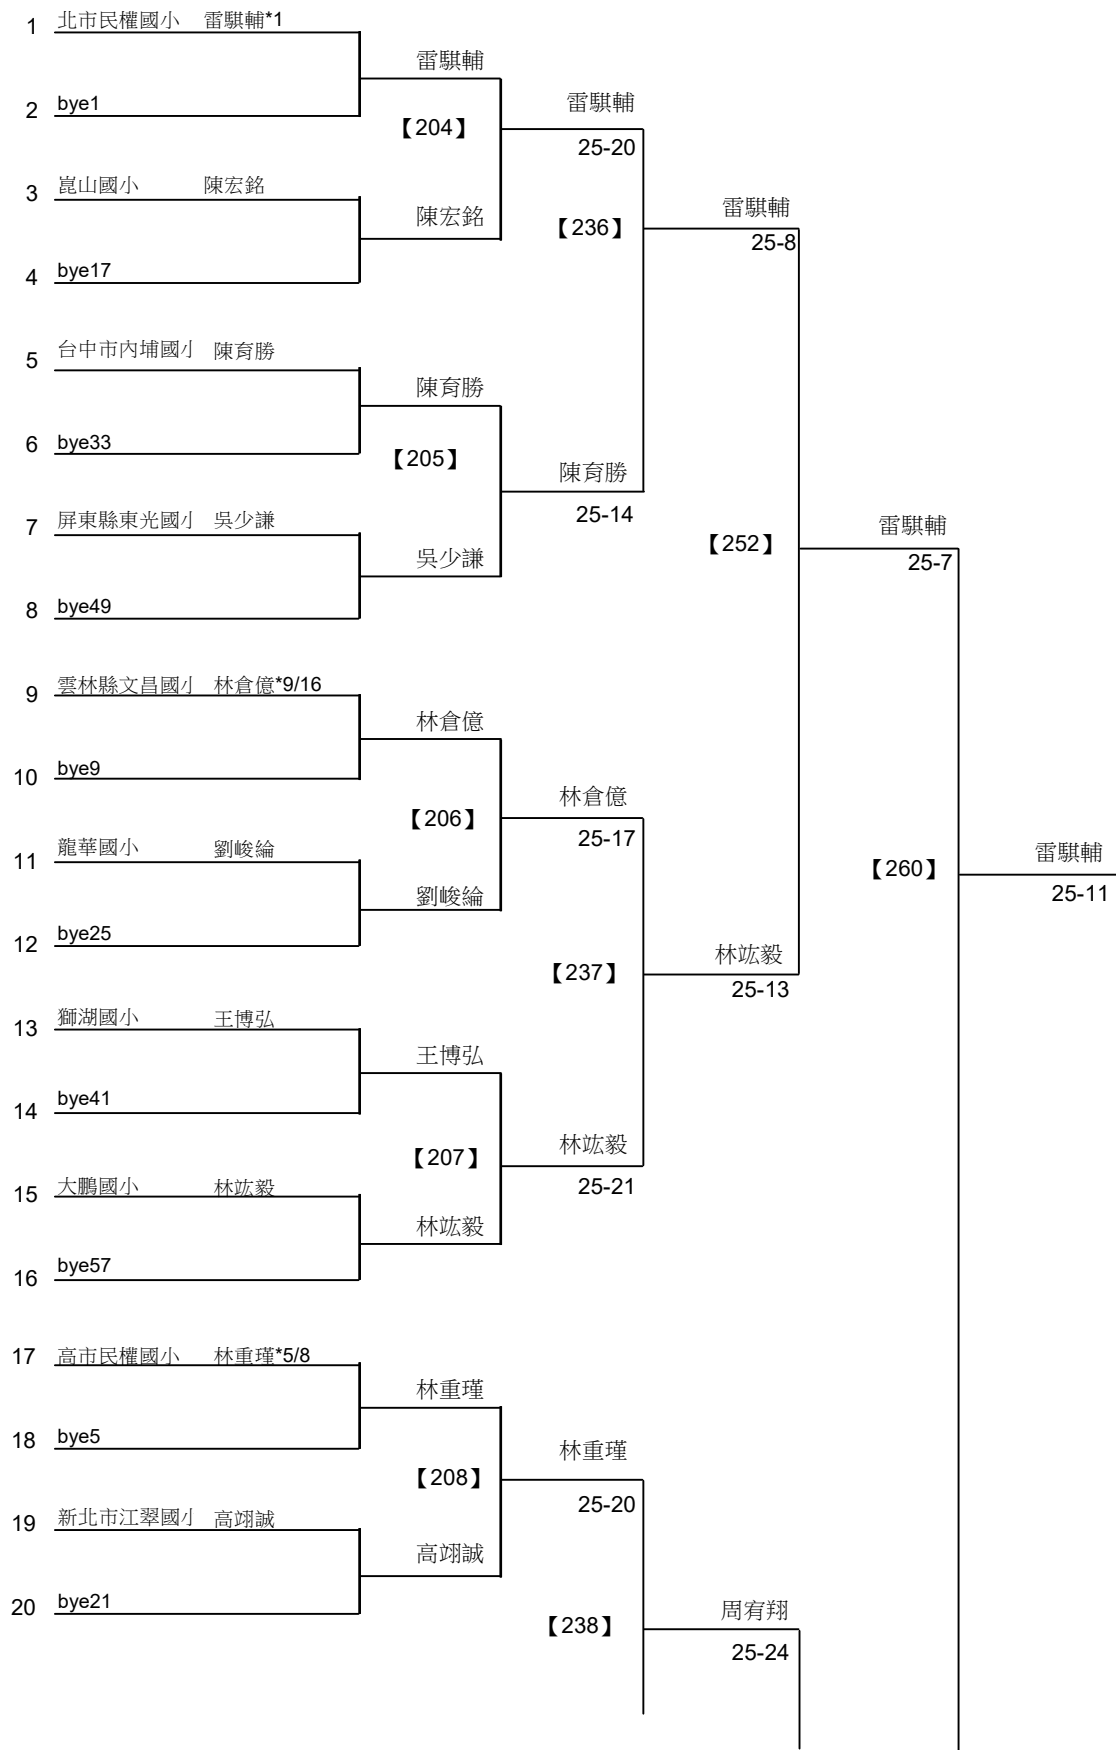 1 北市民權國小 雷騏輔*1
雷騏輔
2 bye1
雷騏輔
【204】
25-20
3 崑山國小 陳宏銘
雷騏輔
陳宏銘
【236】
25-8
4 bye17
5 台中市內埔國小 陳育勝
陳育勝
6 bye33
【205】
陳育勝
25-14
7 屏東縣東光國小 吳少謙
雷騏輔
【252】
吳少謙
25-7
8 bye49
9 雲林縣文昌國小 林倉億*9/16
林倉億
10 bye9
林倉億
【206】
25-17
11 龍華國小 劉峻綸
雷騏輔
【260】
劉峻綸
25-11
12 bye25
林竑毅
【237】
25-13
13 獅湖國小 王博弘
王博弘
14 bye41
林竑毅
【207】
25-21
15 大鵬國小 林竑毅
林竑毅
16 bye57
17 高市民權國小 林重瑾*5/8
林重瑾
18 bye5
林重瑾
【208】
25-20
19 新北市江翠國小 高翊誠
高翊誠
20 bye21
周宥翔
【238】
25-24